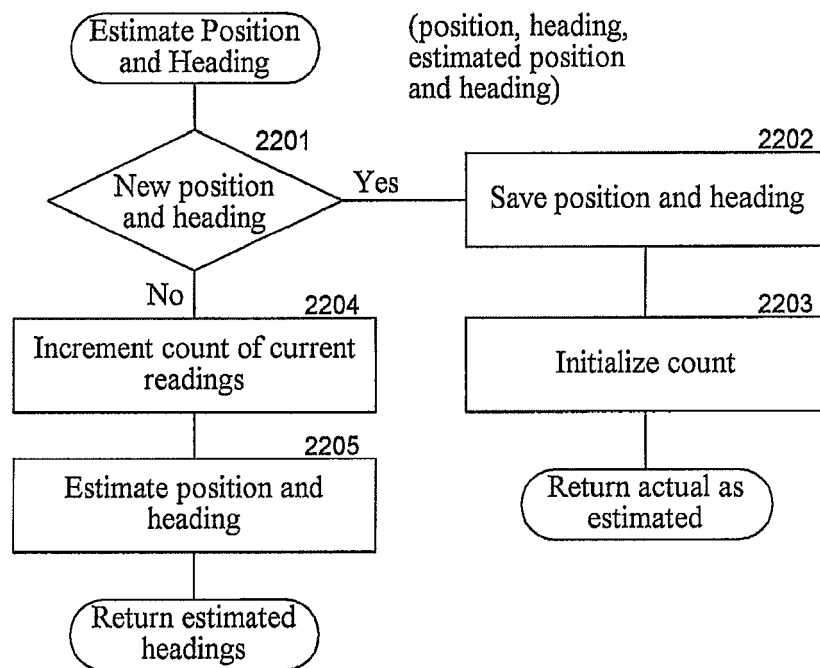 Estimate Position
and Heading
(position, heading,
estimated position
and heading)
2201
New position
and heading
Yes
2202
Save position and heading
No
2203
Initialize count
2204
Increment count of current
readings
2205
Estimate position and
heading
Return actual as
estimated
Return estimated
headings